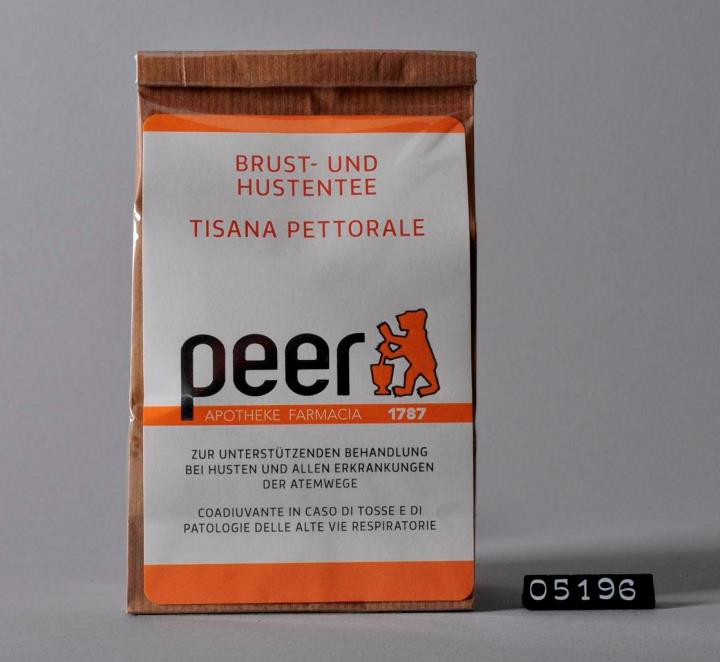 BRUST- UND
HUSTENTEE
TISANA PETTORALE
peer
APOTHEKE FARMACIA 1787
ZUR UNTERSTÜTZENDEN BEHANDLUNG
BEI HUSTEN UND ALLEN ERKRANKUNGEN
DER ATEMWEGE
COADIUVANTE IN CASO DI TOSSE E DI
PATOLOGIE DELLE ALTE VIE RESPIRATORIE
05196